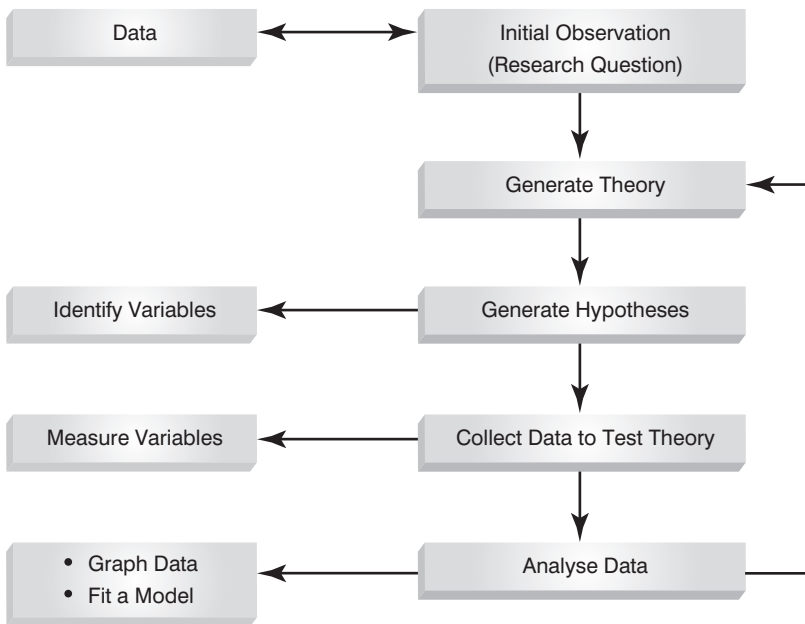 Data
Initial Observation
(Research Question)
Generate Theory
Identify Variables
Generate Hypotheses
Measure Variables
Collect Data to Test Theory
• Graph Data
• Fit a Model
Analyse Data